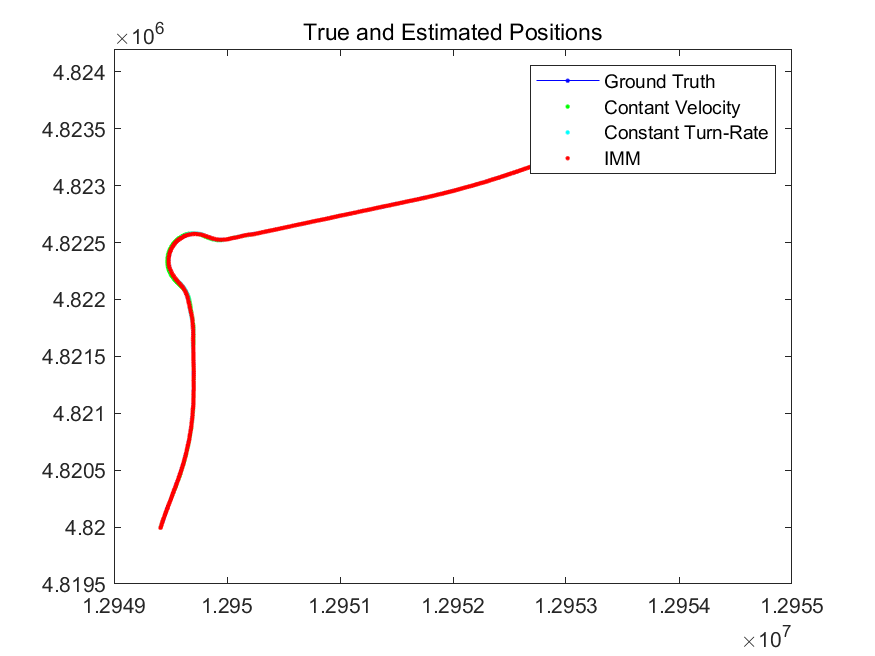 True and Estimated Positions
×10^6
4.824
4.8235
4.823
4.8225
4.822
4.8215
4.821
4.8205
4.82
4.8195
Ground Truth
Contant Velocity
Constant Turn-Rate
IMM
1.2949 1.295 1.2951 1.2952 1.2953 1.2954 1.2955
×10^7